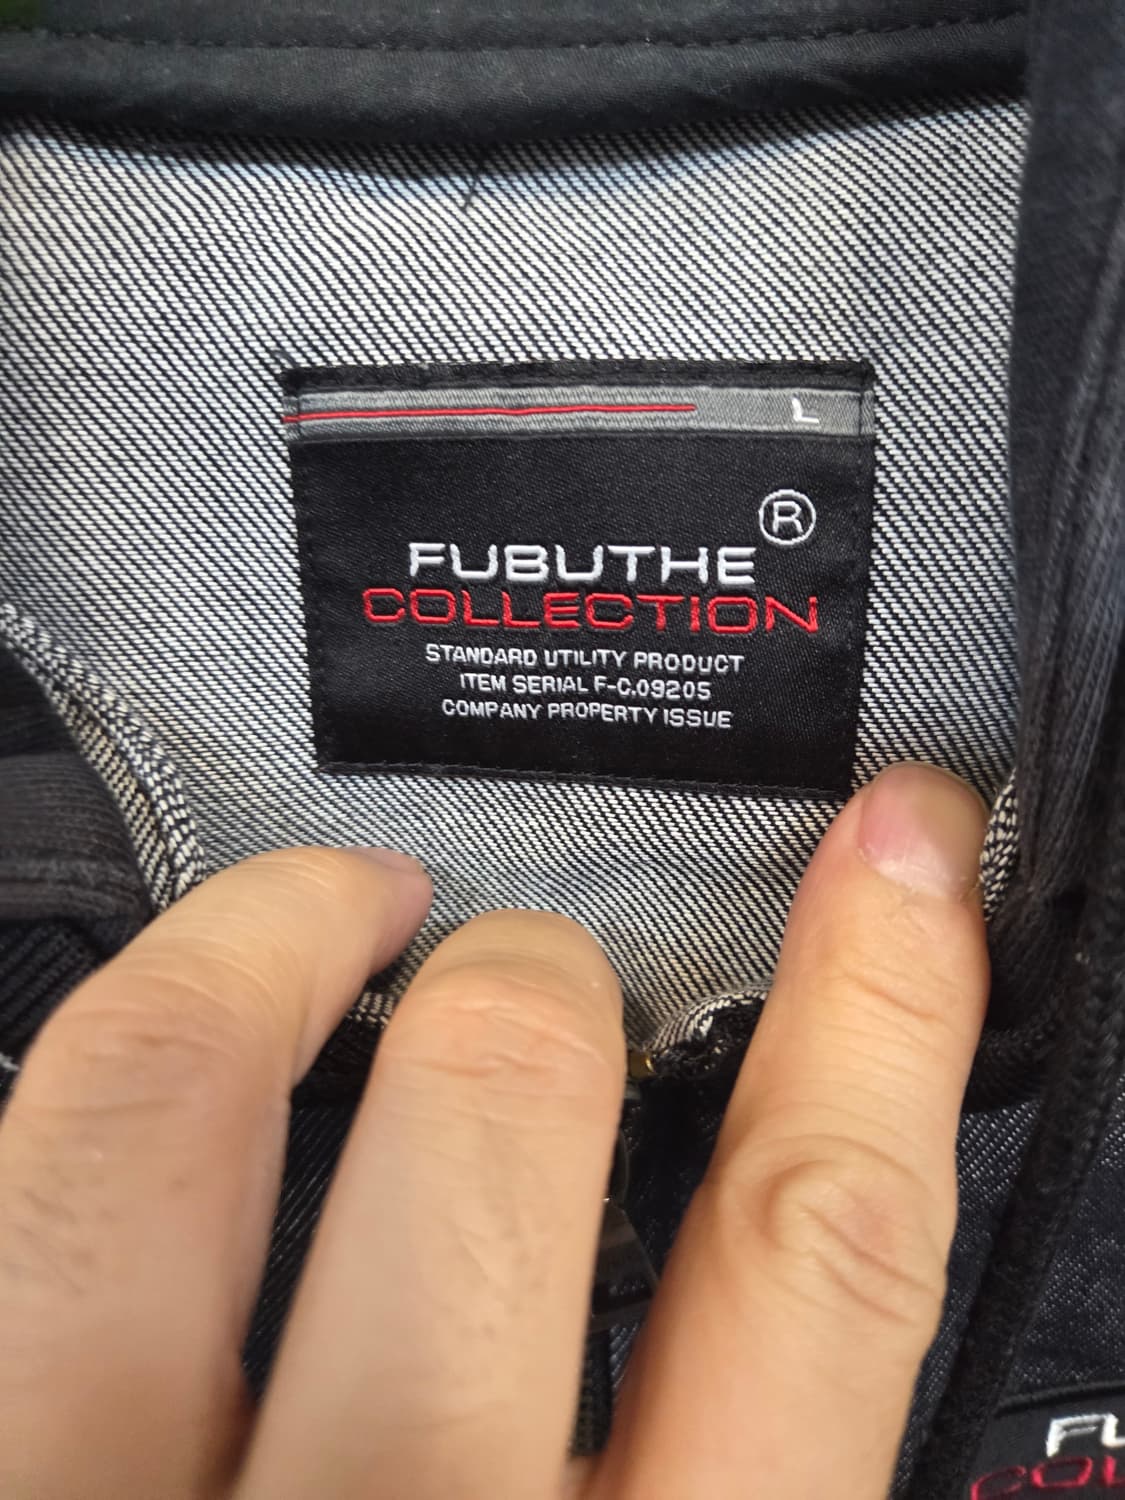 L
FUBUTHE®
COLLECTION
STANDARD UTILITY PRODUCT
ITEM SERIAL F-C.09205
COMPANY PROPERTY ISSUE